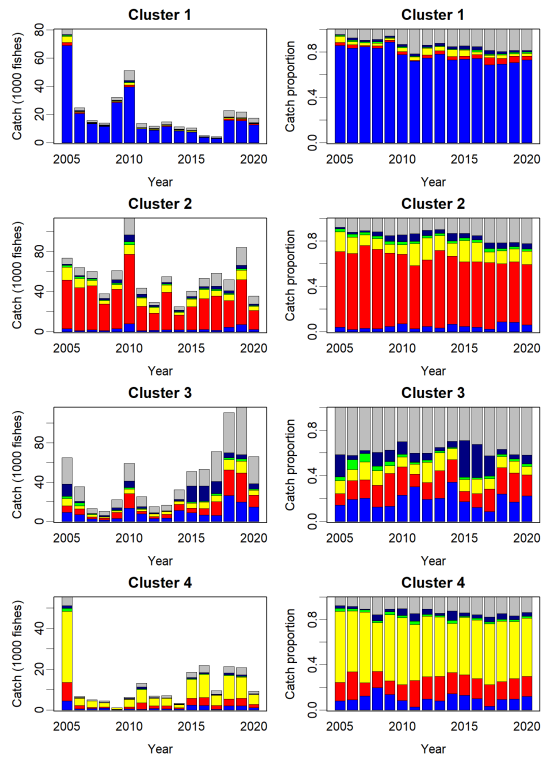 Cluster 1
Catch (1000 fishes)
0 20 40 60 80
2005 2010 2015 2020
Year
Cluster 1
Catch proportion
0.0 0.4 0.8
2005 2010 2015 2020
Year
Cluster 2
Catch (1000 fishes)
0 40 80
2005 2010 2015 2020
Year
Cluster 2
Catch proportion
0.0 0.4 0.8
2005 2010 2015 2020
Year
Cluster 3
Catch (1000 fishes)
0 40 80
2005 2010 2015 2020
Year
Cluster 3
Catch proportion
0.0 0.4 0.8
2005 2010 2015 2020
Year
Cluster 4
Catch (1000 fishes)
0 20 40
2005 2010 2015 2020
Year
Cluster 4
Catch proportion
0.0 0.4 0.8
2005 2010 2015 2020
Year